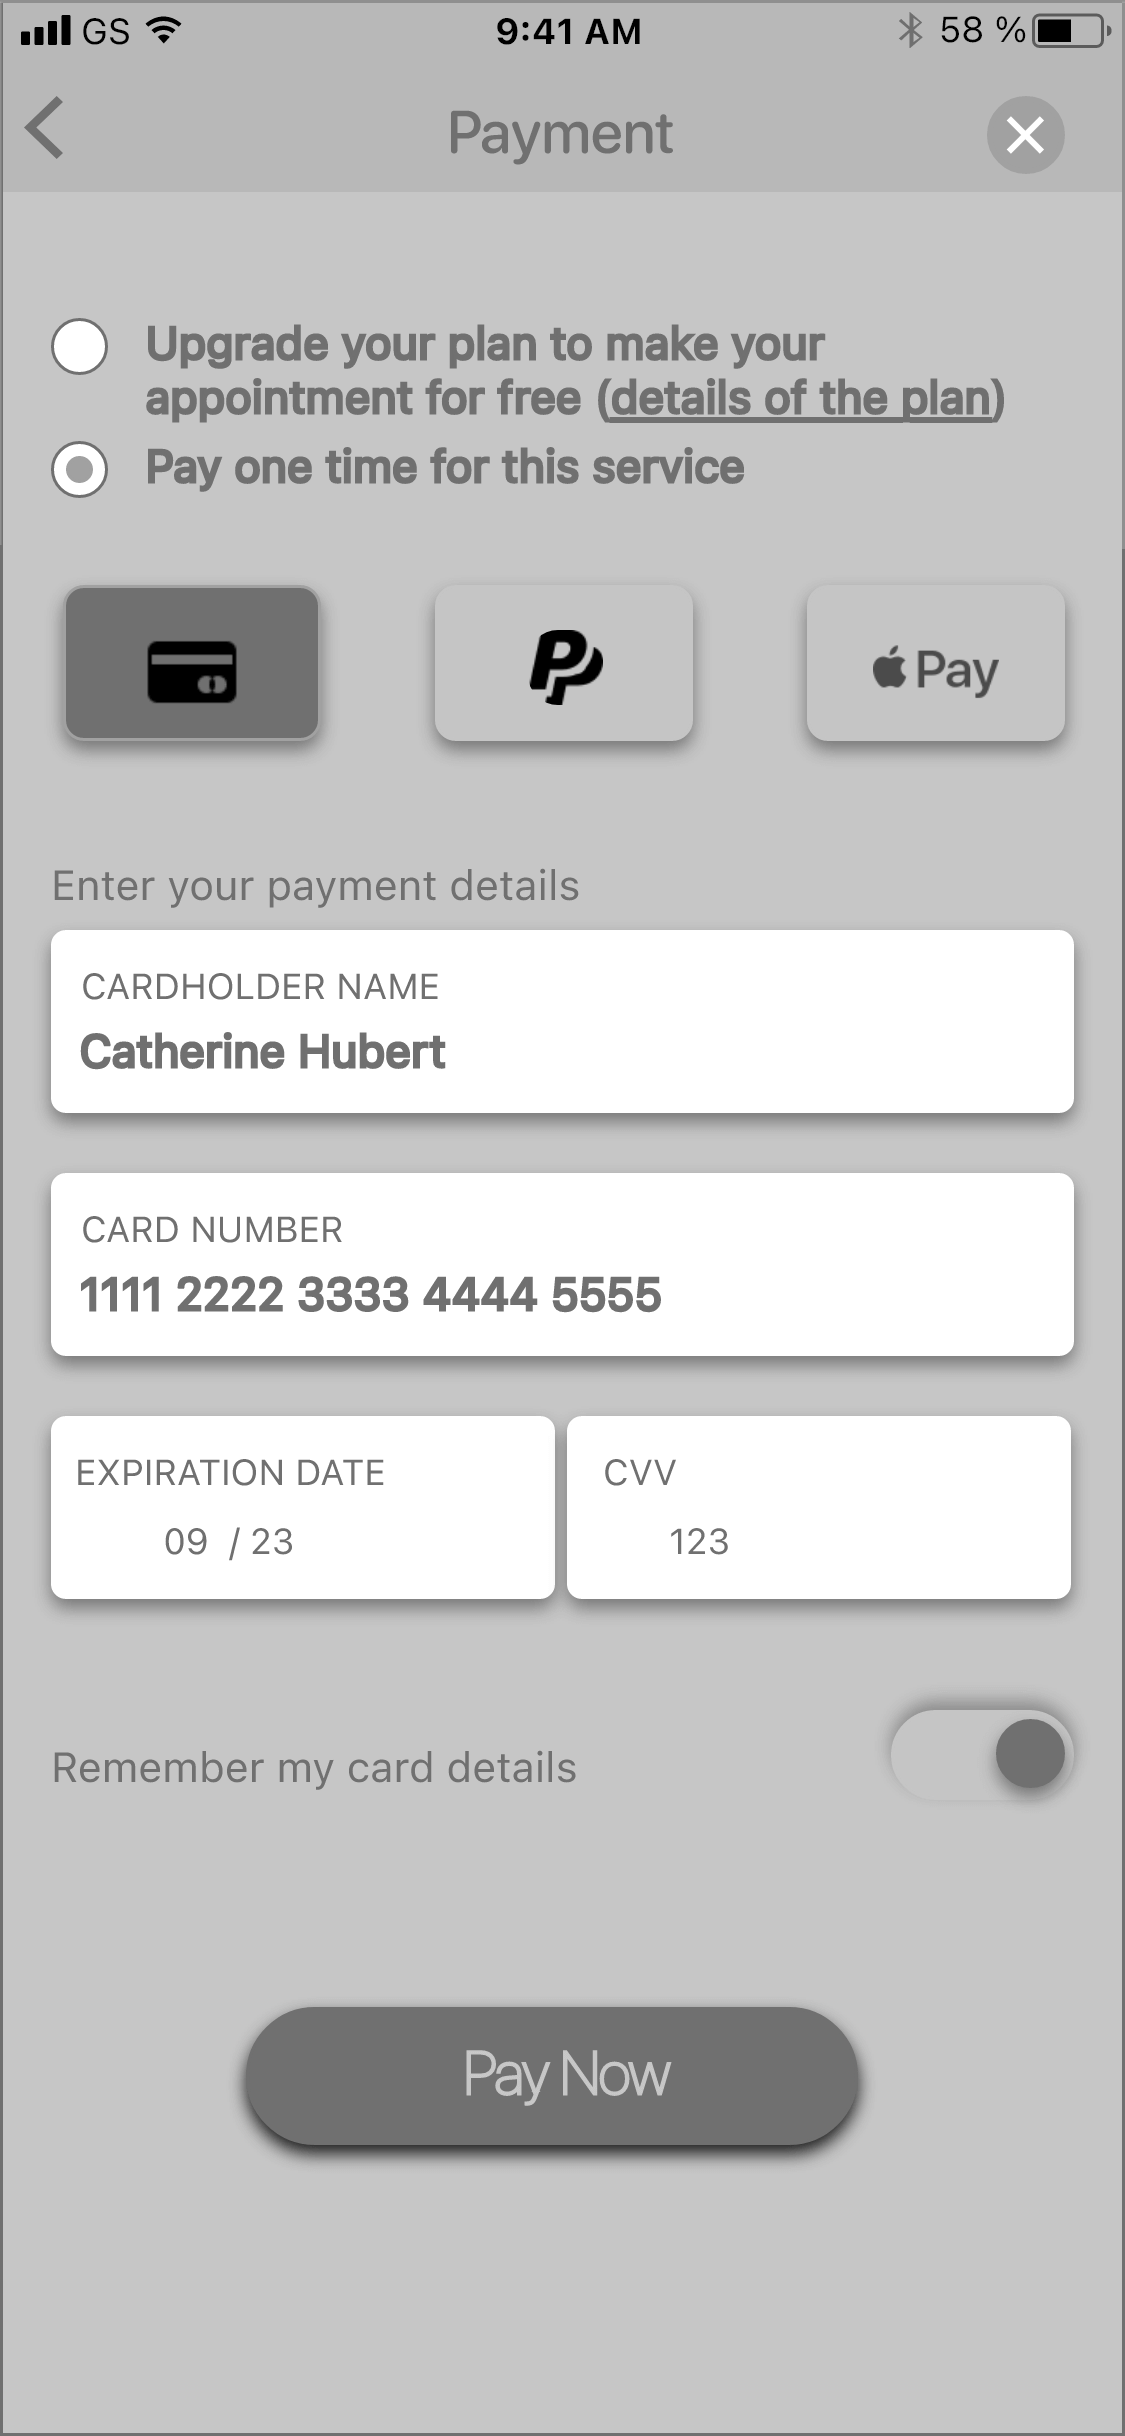 GS 9:41 AM 58 %
Payment
Upgrade your plan to make your
appointment for free (details of the plan)
Pay one time for this service
Pay
Enter your payment details
CARDHOLDER NAME
Catherine Hubert
CARD NUMBER
1111 2222 3333 4444 5555
EXPIRATION DATE CVV
09 / 23 123
Remember my card details
Pay Now